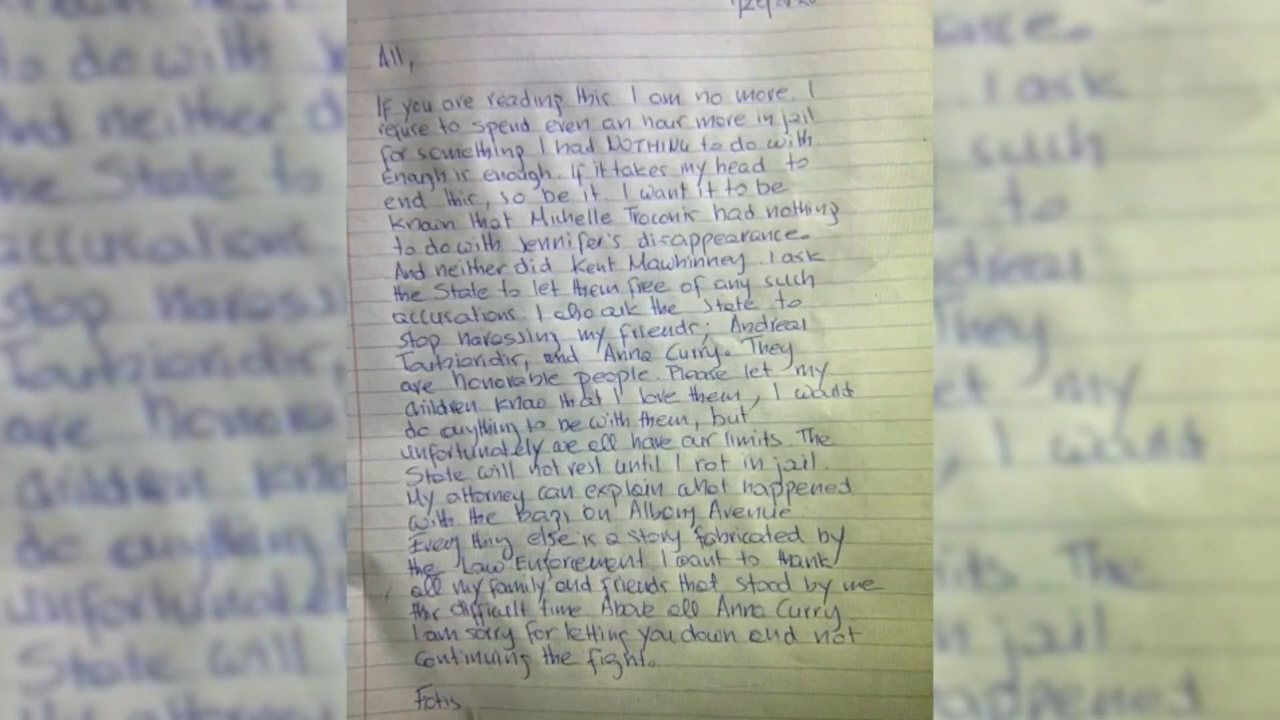 All,
If you are reading this I am no more. I
refuse to spend even an hour more in jail
for something I had NOTHING to do with.
Enough is enough. If it takes my head to
end this, so be it. I want it to be
known that Michelle Troconis had nothing
to do with Jennifer's disappearance.
And neither did Kent Mawhinney. I ask
the State to let them free of any such
accusations. I also ask the State to
stop harassing my friends; Andreas
Toutziaridis, and Anna Curry. They
are honorable people. Please let my
children know that I love them, I would
do anything to be with them, but
unfortunately we all have our limits. The
State will not rest until I rot in jail.
My attorney can explain what happened
with the bags on Albany Avenue.
Every thing else is a story fabricated by
the Law Enforcement I want to thank
all my family and friends that stood by me
this difficult time Above all Anna Curry.
I am sorry for letting you down and not
continuing the fight.
Fotis